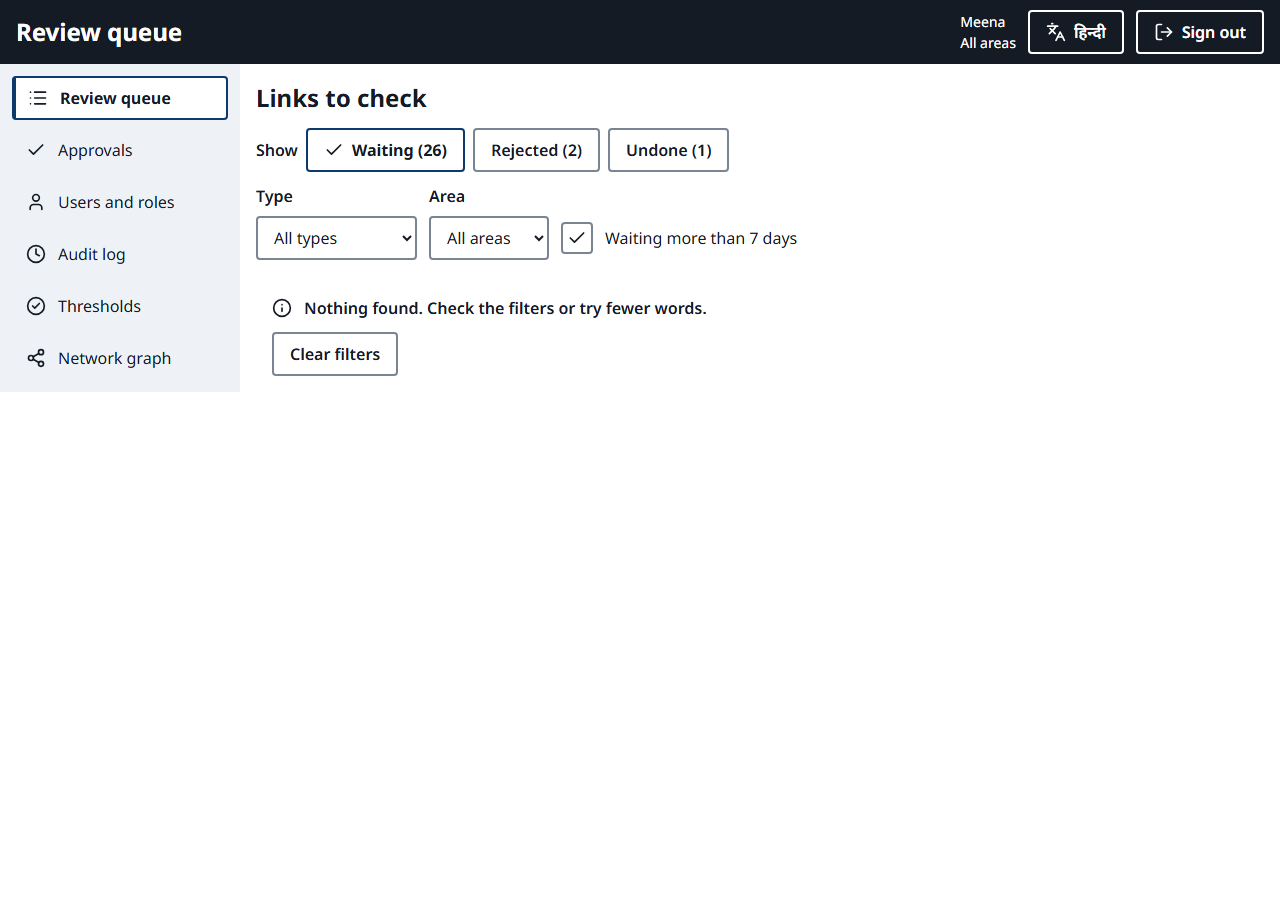 Review queue
Meena
All areas
हिन्दी
Sign out
Review queue
Approvals
Users and roles
Audit log
Thresholds
Network graph
Links to check
Show
Waiting (26)
Rejected (2)
Undone (1)
Type
Area
All types
All areas
Waiting more than 7 days
Nothing found. Check the filters or try fewer words.
Clear filters